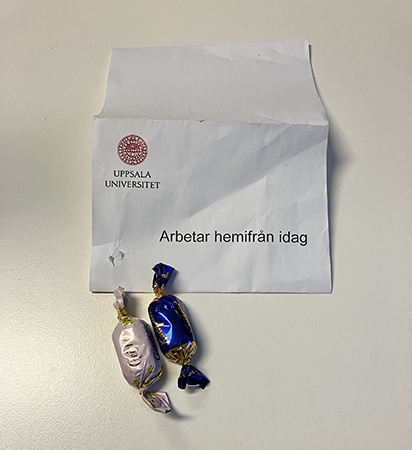 UPPSALA
UNIVERSITET
Arbetar hemifrån idag